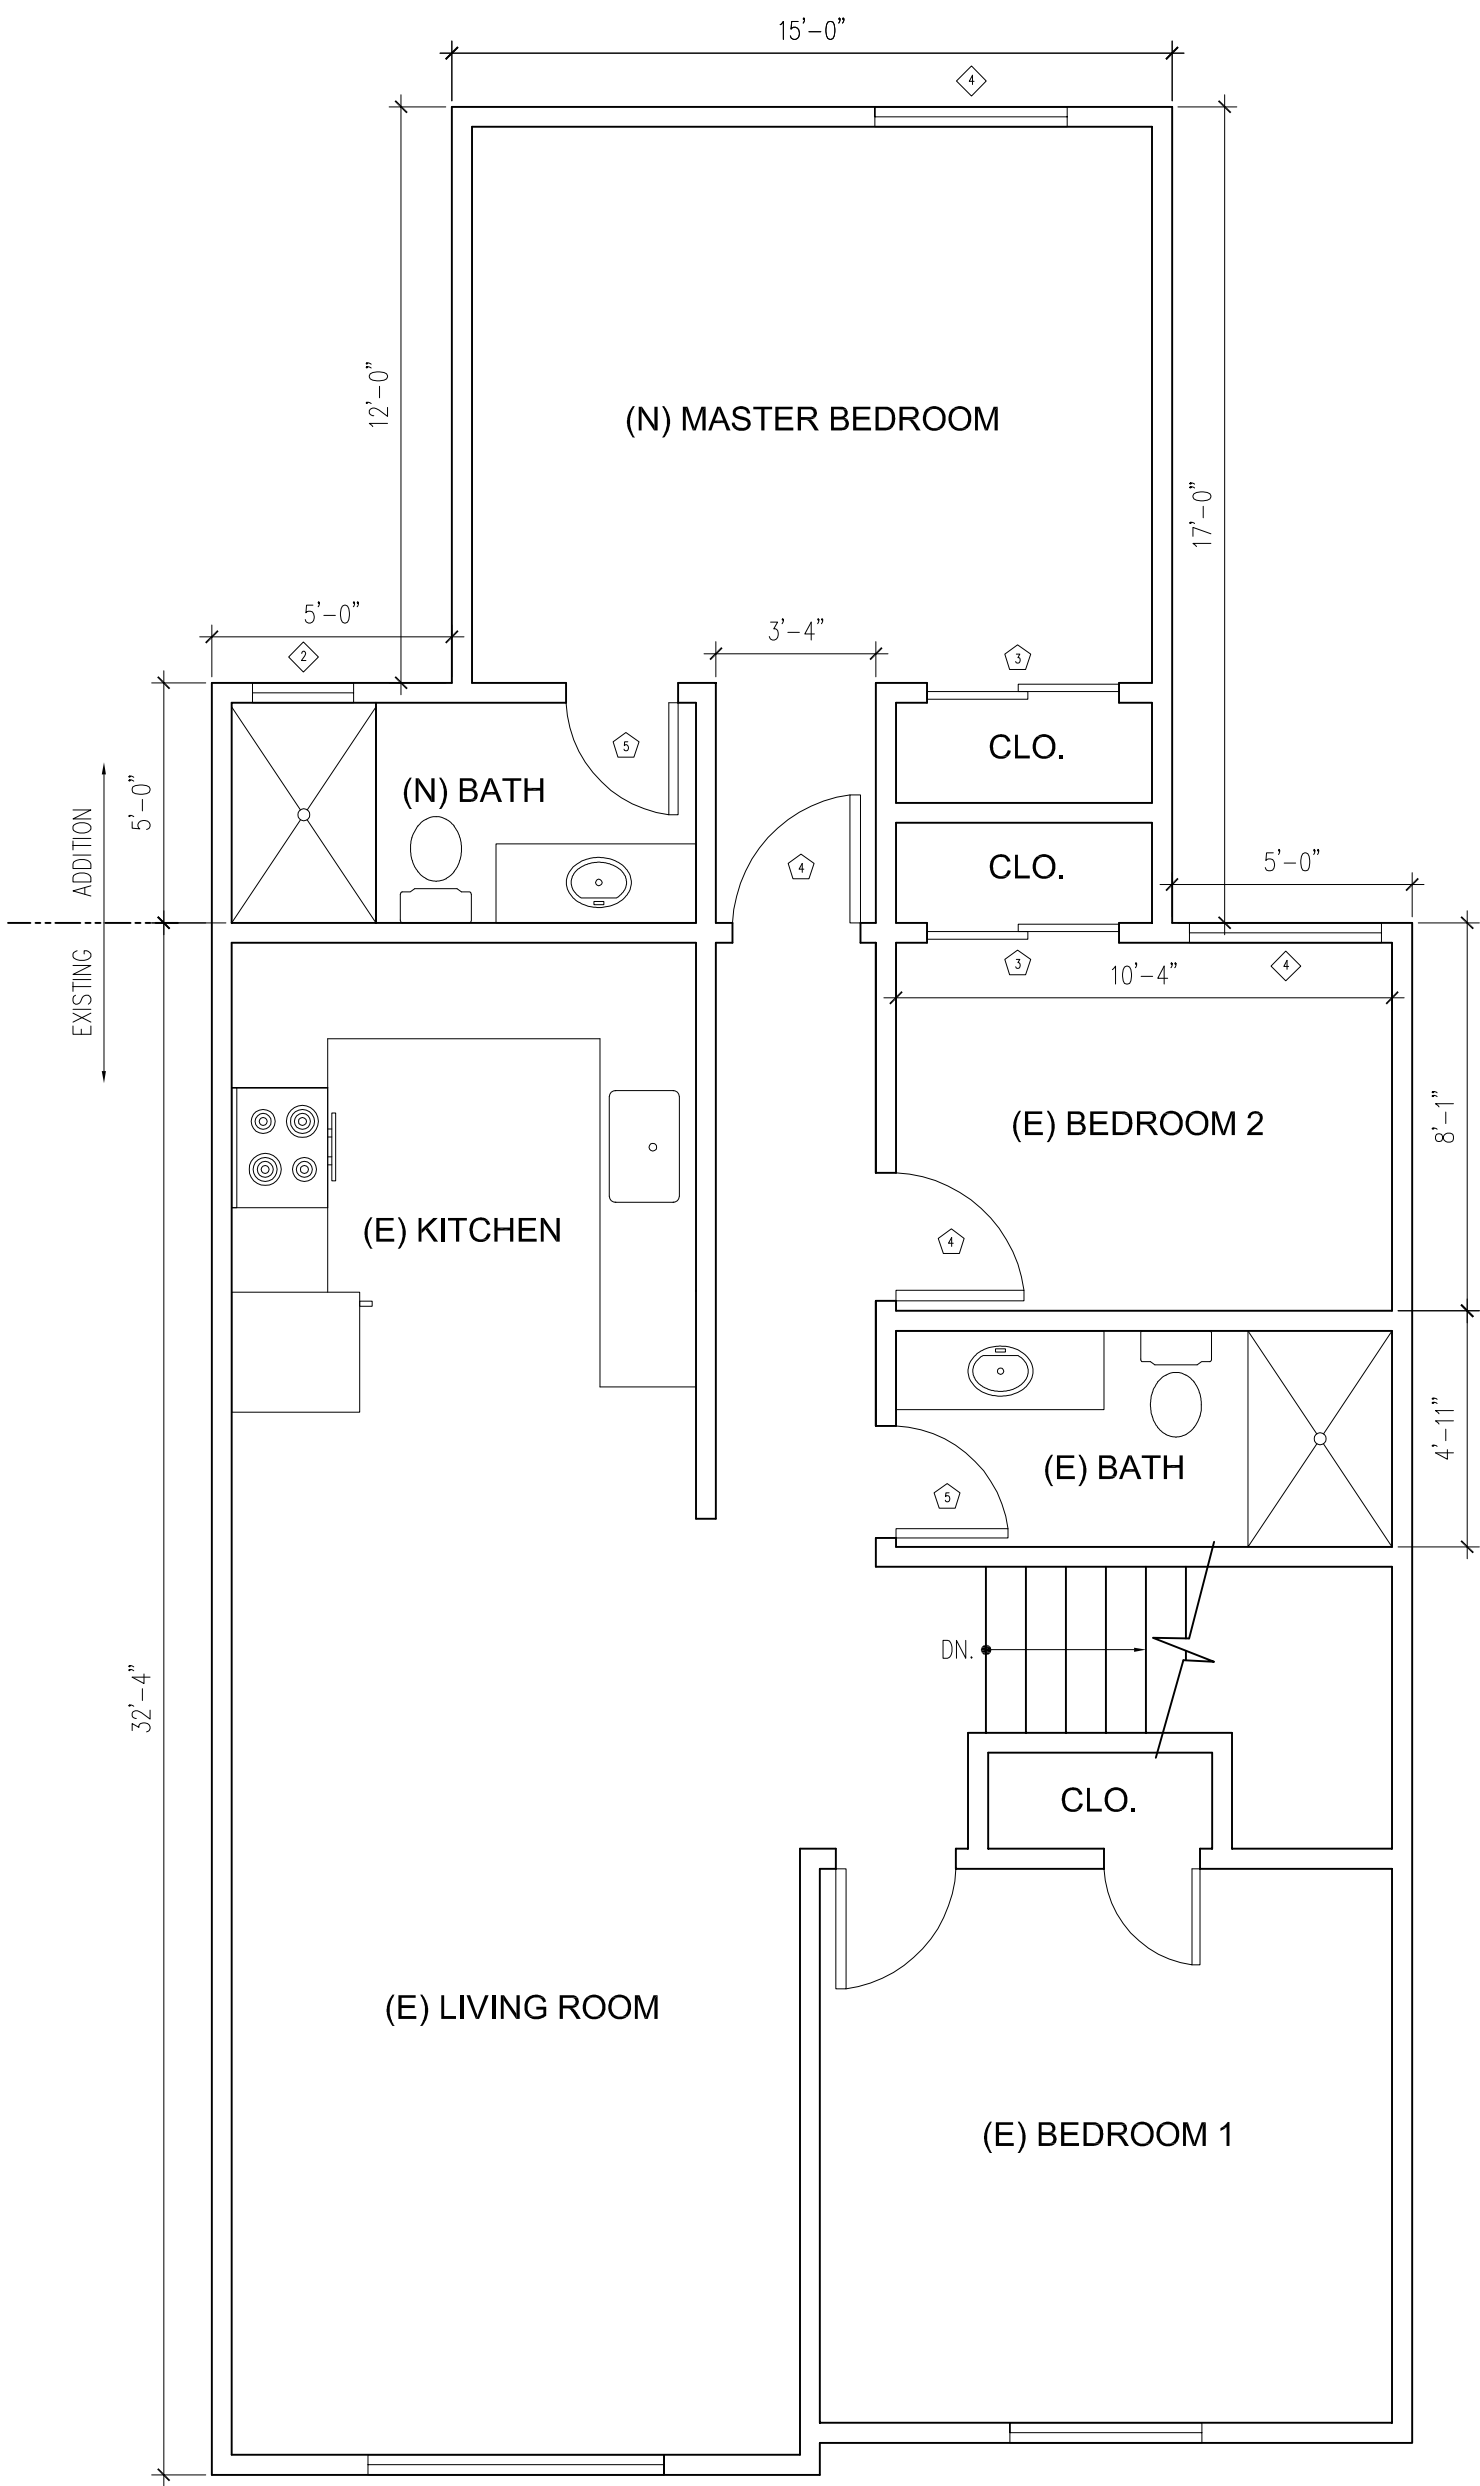 15'-0"
4
12'-0"
(N) MASTER BEDROOM
17'-0"
5'-0"
3'-4"
2
3
5
CLO.
(N) BATH
5'-0"
ADDITION
4
CLO.
5'-0"
EXISTING
3
10'-4"
4
(E) BEDROOM 2
8'-1"
(E) KITCHEN
4
4'-11"
(E) BATH
5
DN.
32'-4"
CLO.
(E) LIVING ROOM
(E) BEDROOM 1